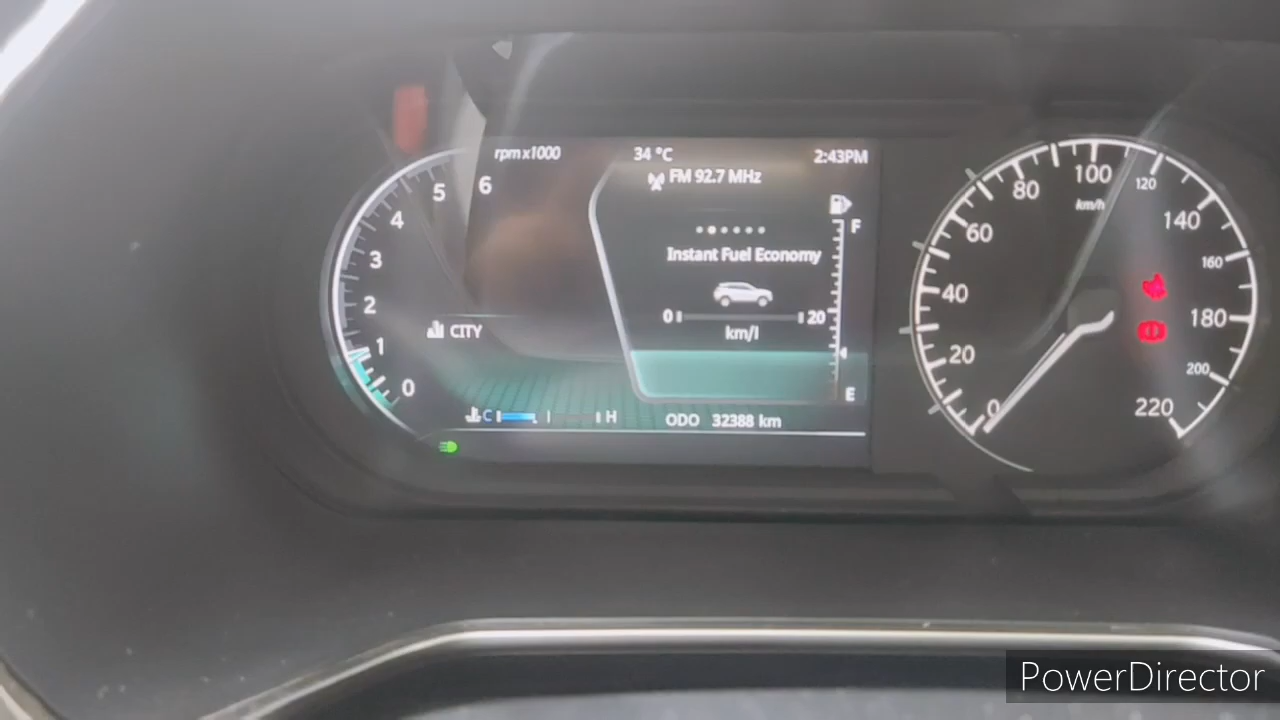 rpm x1000
34 °C
2:43PM
FM 92.7 MHz
6
5
4
3
2
1
0
F
Instant Fuel Economy
0
20
km/l
CITY
E
C
H
ODO 32388 km
0
20
40
60
80
100
120
140
160
180
200
220
km/h
PowerDirector